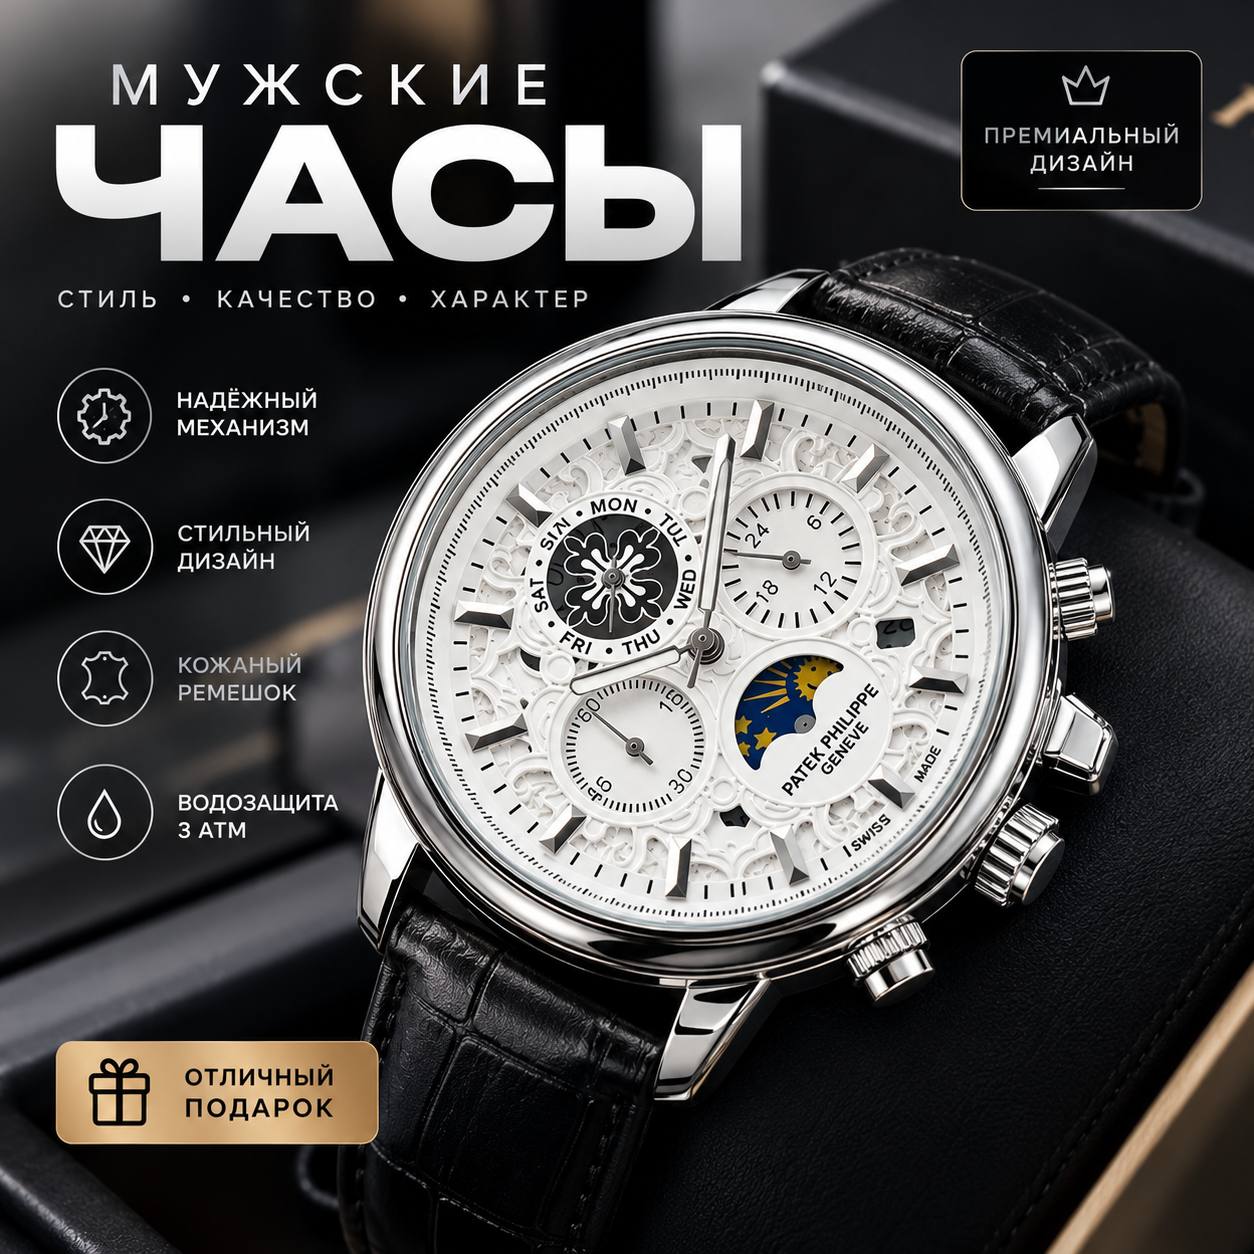 МУЖСКИЕ
ЧАСЫ
СТИЛЬ • КАЧЕСТВО • ХАРАКТЕР
ПРЕМИАЛЬНЫЙ
ДИЗАЙН
НАДЁЖНЫЙ
МЕХАНИЗМ
СТИЛЬНЫЙ
ДИЗАЙН
КОЖАНЫЙ
РЕМЕШОК
ВОДОЗАЩИТА
3 АТМ
ОТЛИЧНЫЙ
ПОДАРОК
SUN • MON • TUE • WED • THU • FRI • SAT
24 6 12 18
60 15 30
PATEK PHILIPPE
GENEVE
SWISS MADE